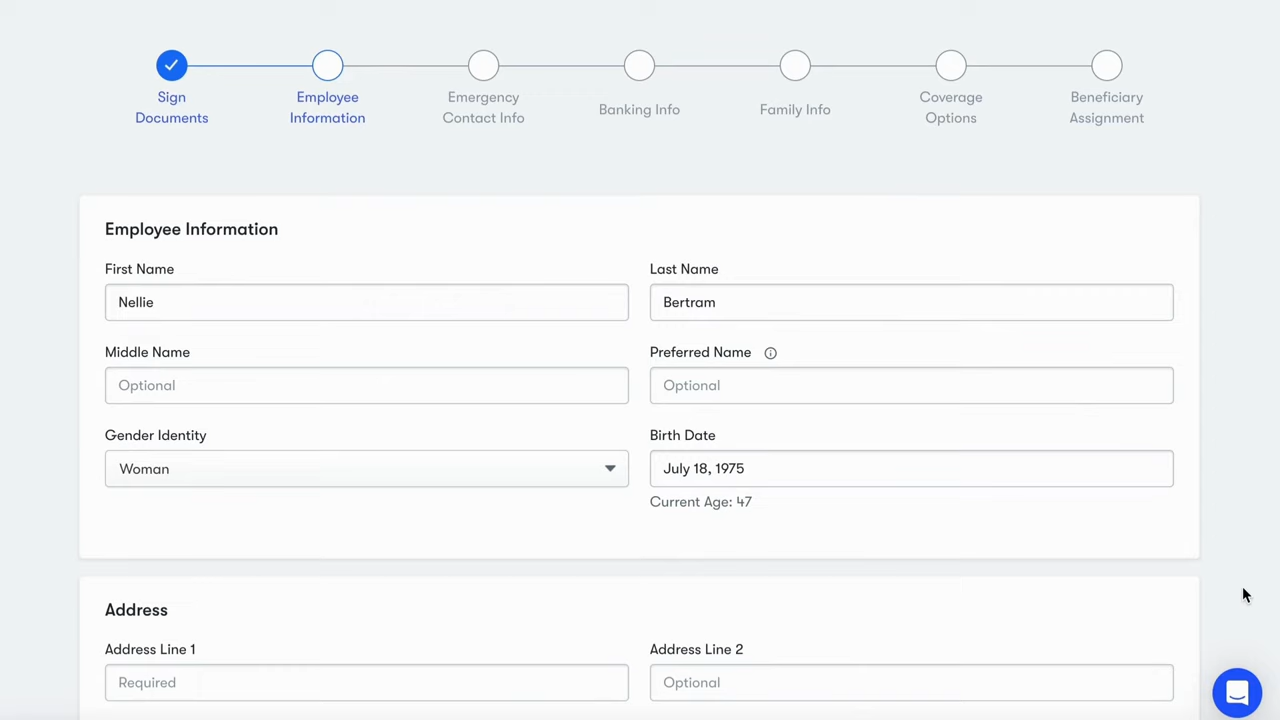 Sign
Documents
Employee
Information
Emergency
Contact Info
Banking Info
Family Info
Coverage
Options
Beneficiary
Assignment
Employee Information
First Name
Last Name
Nellie
Bertram
Middle Name
Preferred Name
Optional
Optional
Gender Identity
Birth Date
Woman
July 18, 1975
Current Age: 47
Address
Address Line 1
Address Line 2
Required
Optional